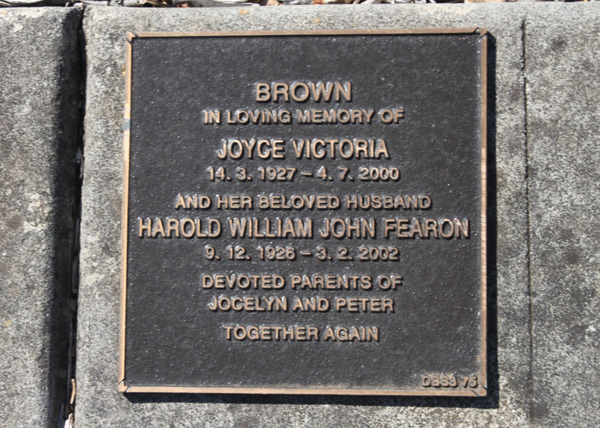 BROWN
IN LOVING MEMORY OF
JOYCE VICTORIA
14. 3. 1927 – 4. 7. 2000
AND HER BELOVED HUSBAND
HAROLD WILLIAM JOHN FEARON
9. 12. 1926 – 3. 2. 2002
DEVOTED PARENTS OF
JOCELYN AND PETER
TOGETHER AGAIN
DBS3 75